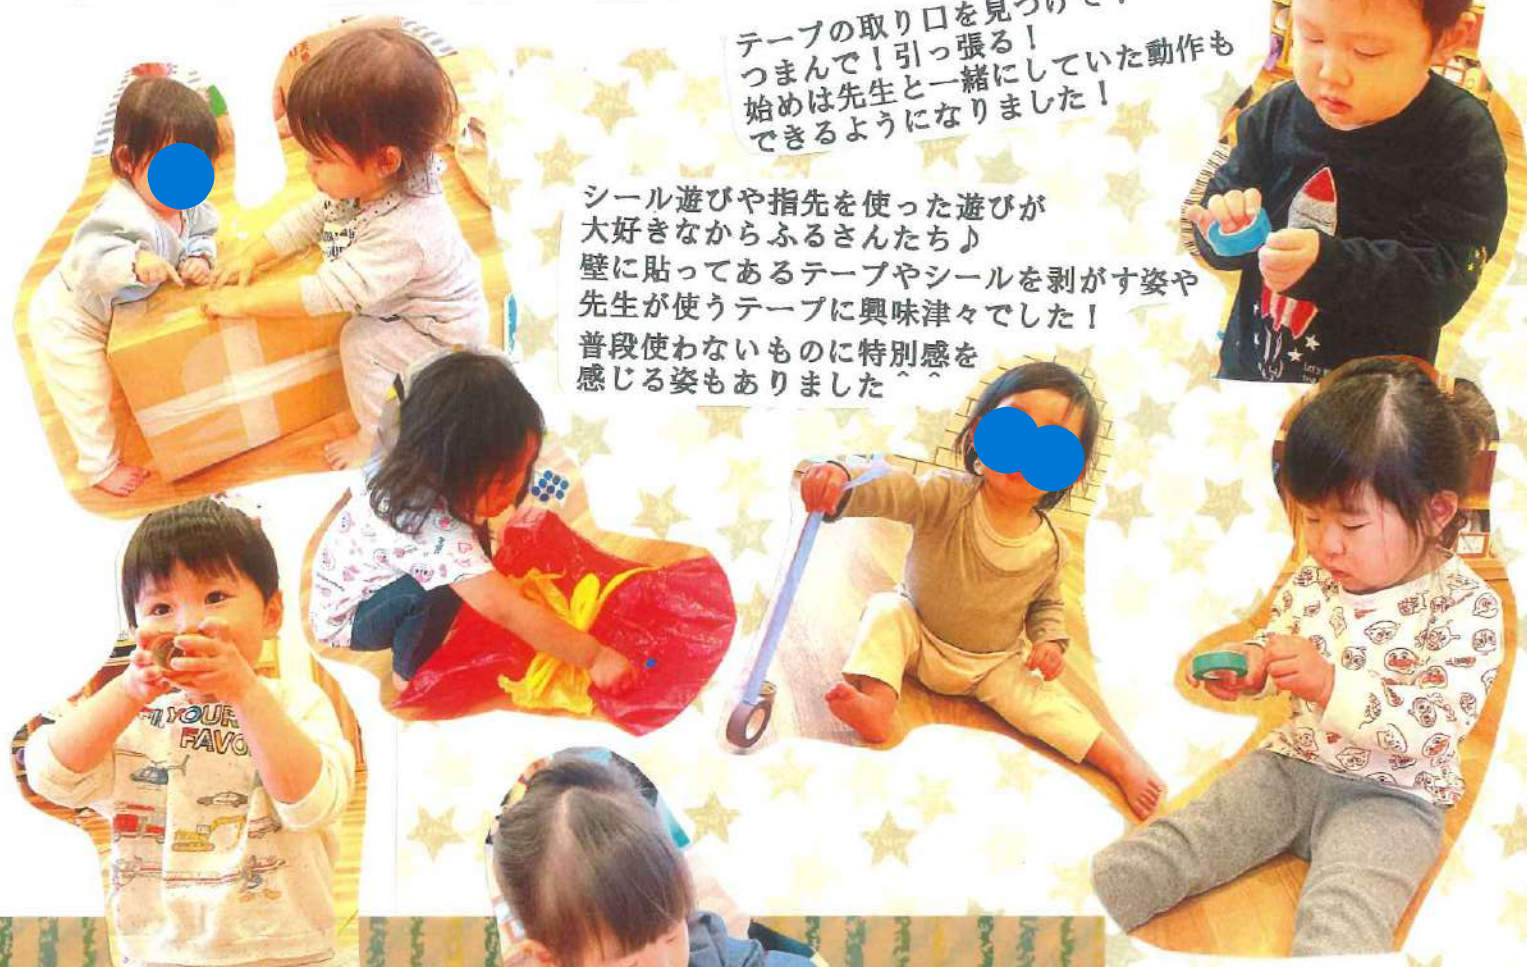 テープの取り口を見つけて！
つまんで！引っ張る！
始めは先生と一緒にしていた動作も
できるようになりました！
シール遊びや指先を使った遊びが
大好きなからふるさんたち♪
壁に貼ってあるテープやシールを剥がす姿や
先生が使うテープに興味津々でした！
普段使わないものに特別感を
感じる姿もありました＾＾
YOUR
FAVO